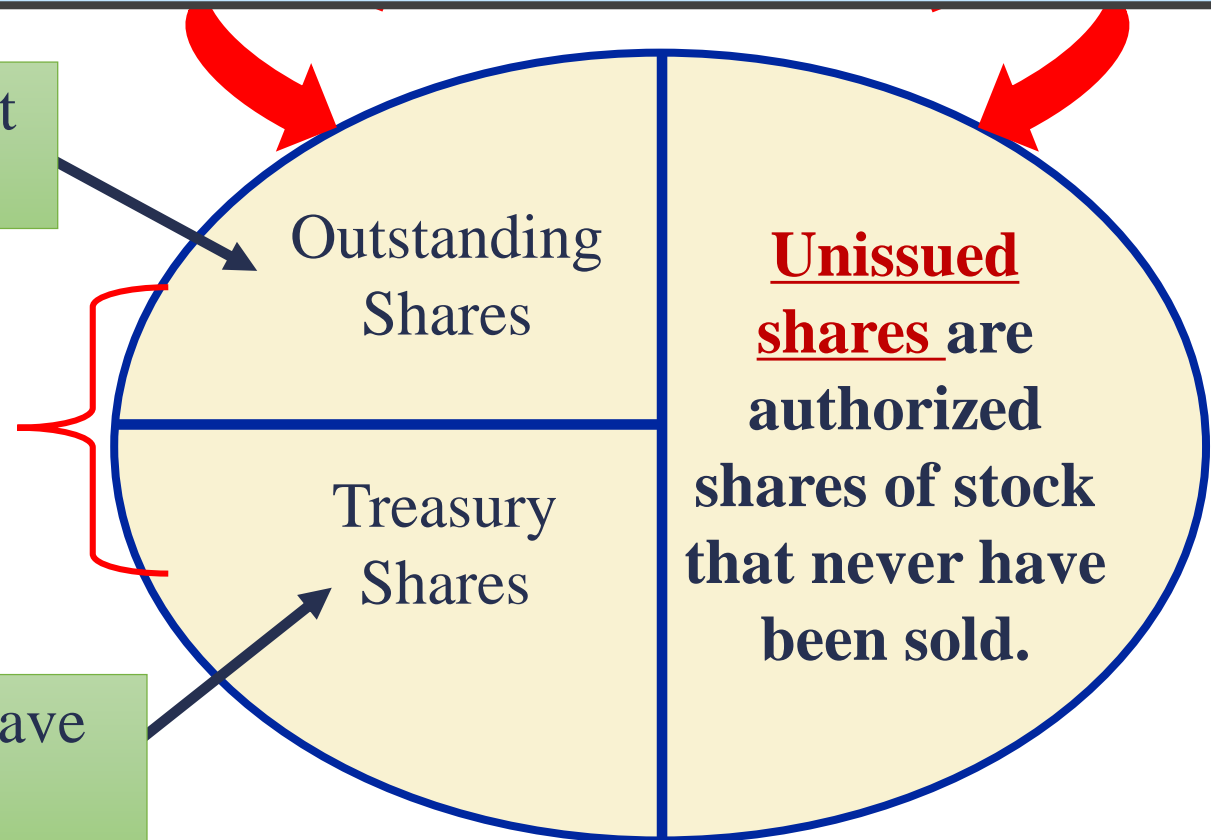 t
Outstanding
Shares
Unissued
shares are
authorized
shares of stock
that never have
been sold.
Treasury
Shares
ave